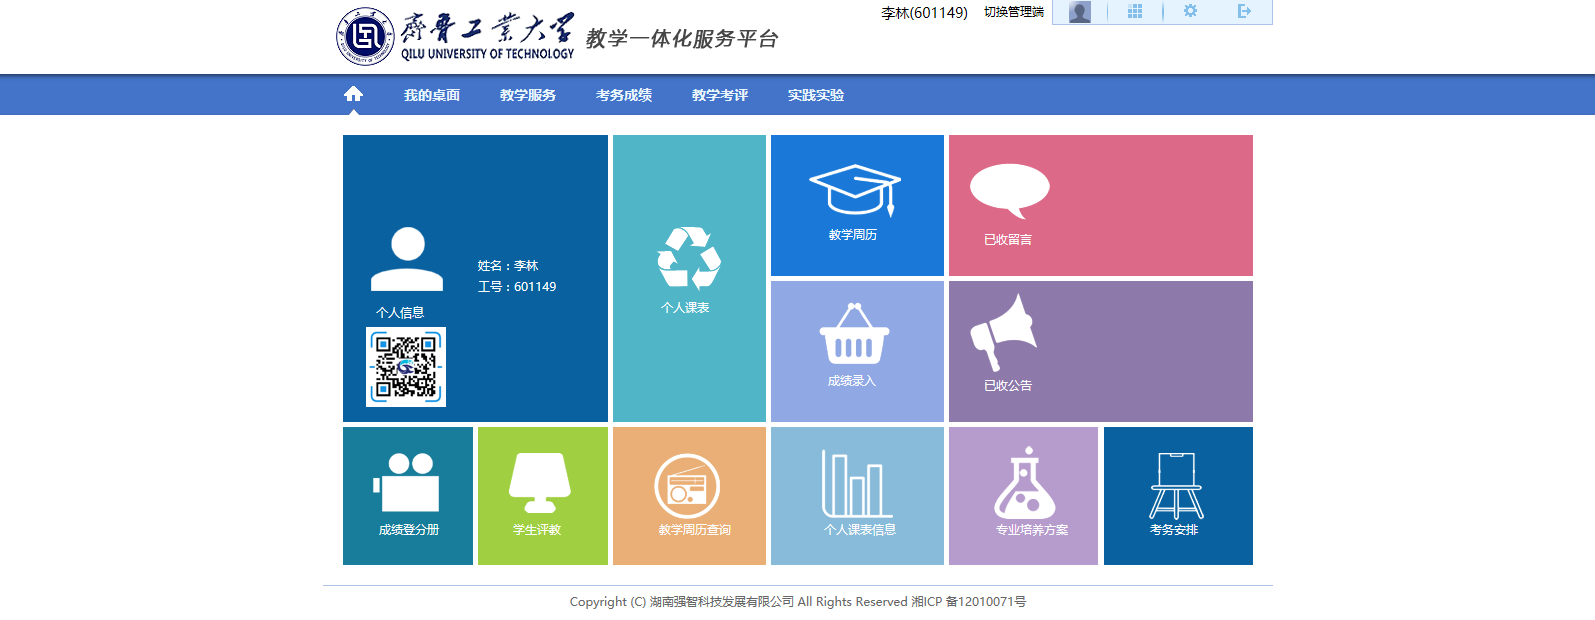 李林(601149) 切换管理端
齐鲁工业大学
QILU UNIVERSITY OF TECHNOLOGY
教学一体化服务平台
我的桌面 教学服务 考务成绩 教学考评 实践实验
姓名：李林
工号：601149
个人信息
个人课表
教学周历
已收留言
成绩录入
已收公告
成绩登分册
学生评教
教学周历查询
个人课表信息
专业培养方案
考务安排
Copyright (C) 湖南强智科技发展有限公司 All Rights Reserved 湘ICP 备12010071号